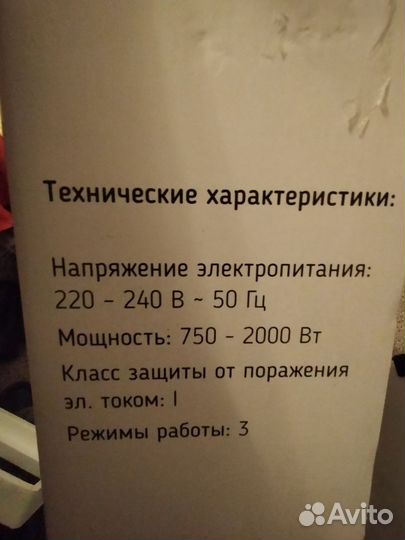 Технические характеристики:
Напряжение электропитания:
220 - 240 В ~ 50 Гц
Мощность: 750 - 2000 Вт
Класс защиты от поражения
эл. током: I
Режимы работы: 3
Avito